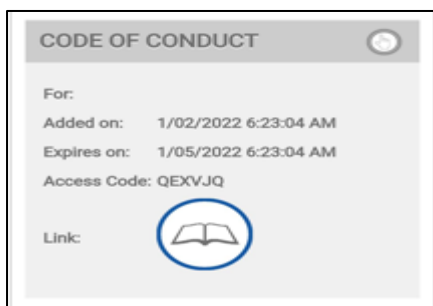 CODE OF CONDUCT
For:
Added on: 1/02/2022 6:23:04 AM
Expires on: 1/05/2022 6:23:04 AM
Access Code: QEXVJQ
Link: